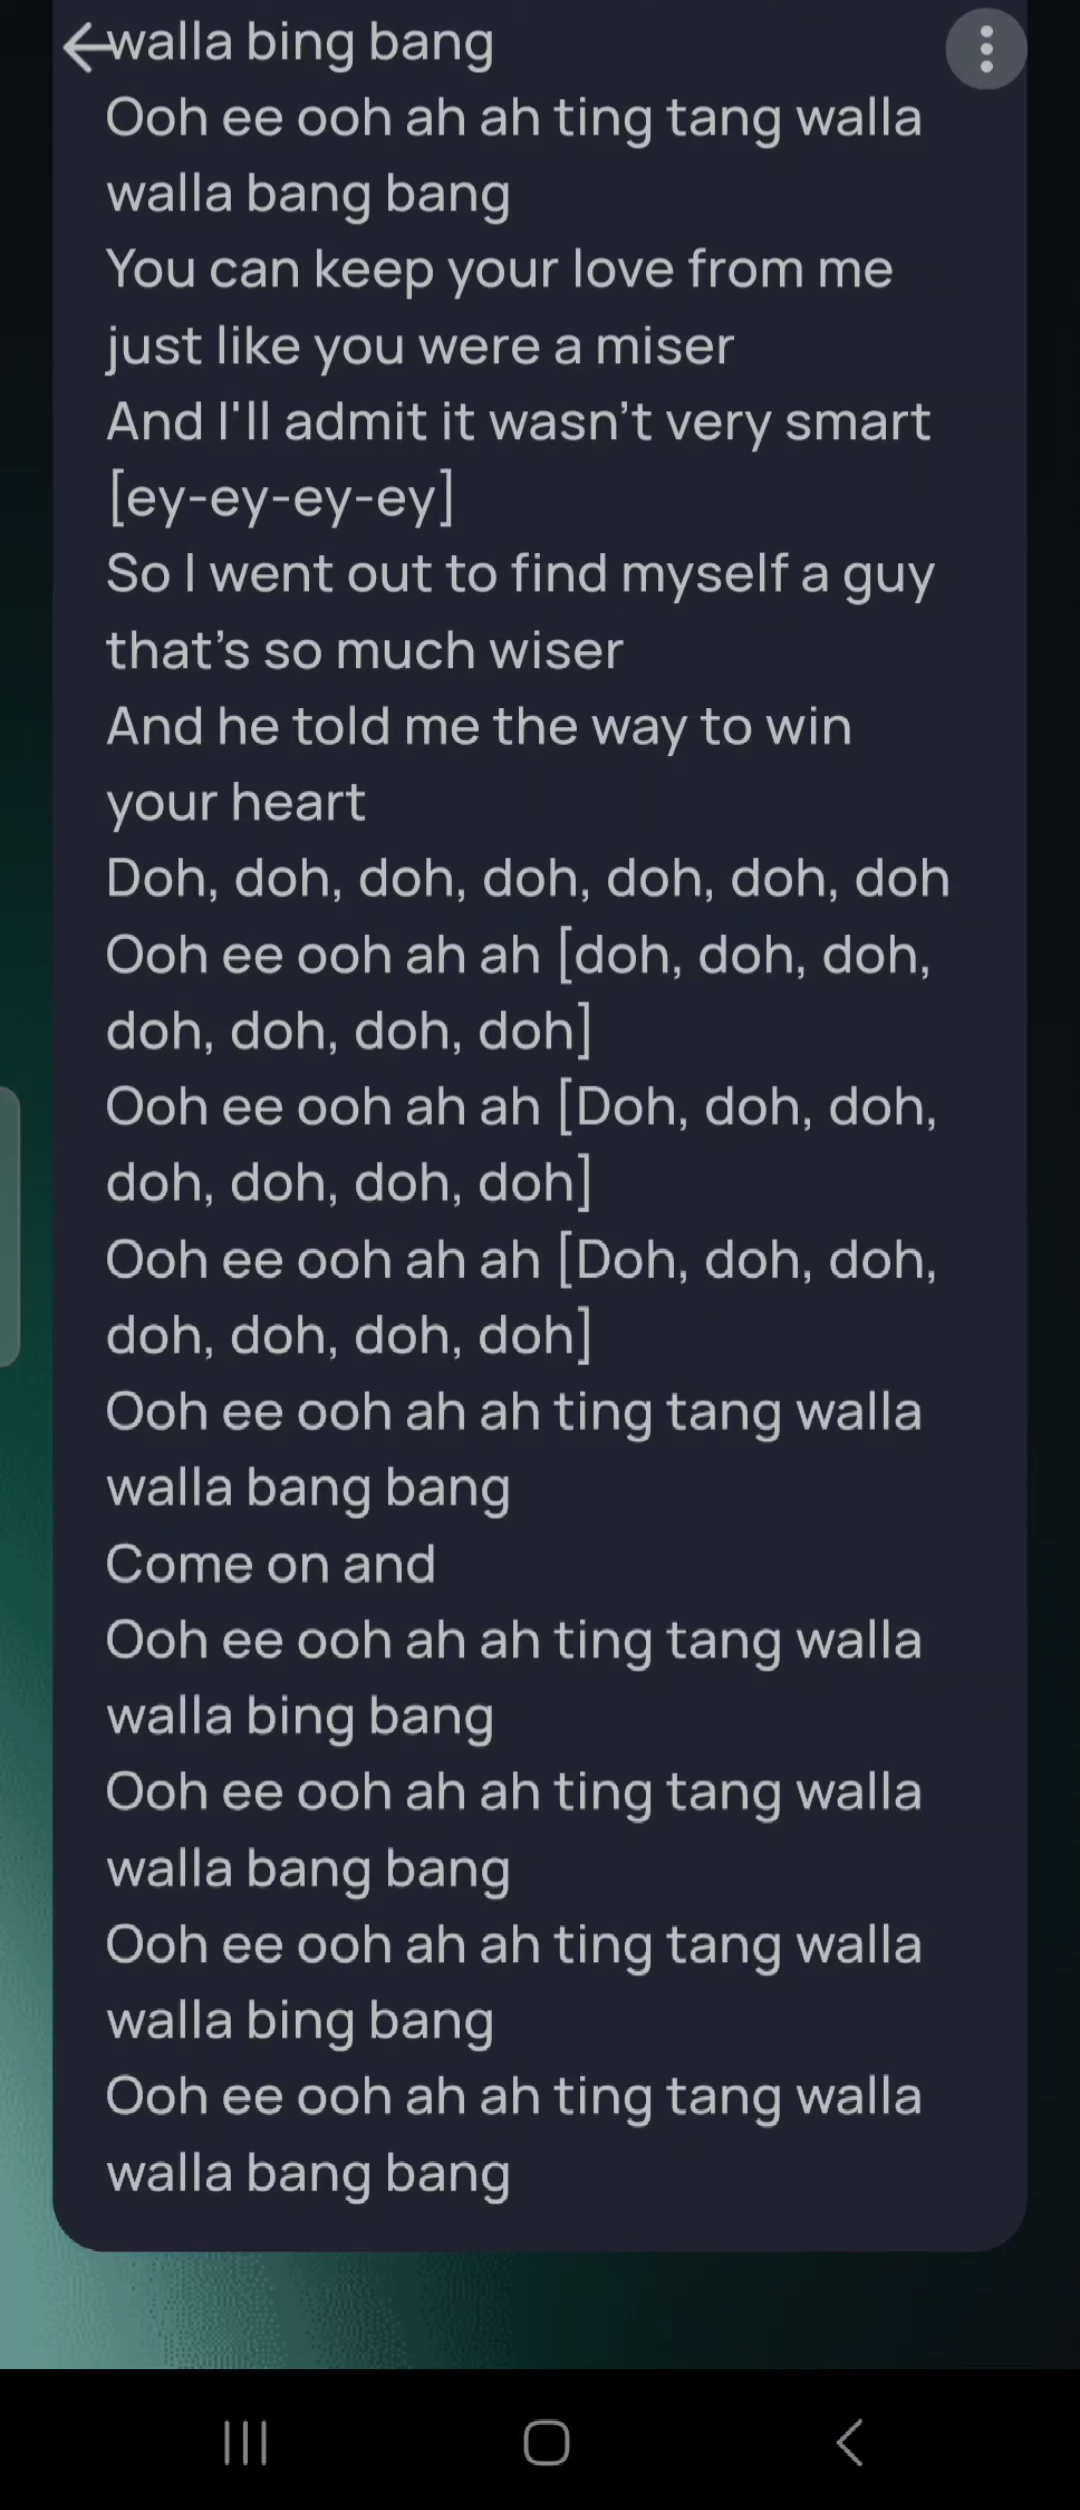 walla bing bang
Ooh ee ooh ah ah ting tang walla
walla bang bang
You can keep your love from me
just like you were a miser
And I'll admit it wasn’t very smart
[ey-ey-ey-ey]
So I went out to find myself a guy
that’s so much wiser
And he told me the way to win
your heart
Doh, doh, doh, doh, doh, doh, doh
Ooh ee ooh ah ah [doh, doh, doh,
doh, doh, doh, doh]
Ooh ee ooh ah ah [Doh, doh, doh,
doh, doh, doh, doh]
Ooh ee ooh ah ah [Doh, doh, doh,
doh, doh, doh, doh]
Ooh ee ooh ah ah ting tang walla
walla bang bang
Come on and
Ooh ee ooh ah ah ting tang walla
walla bing bang
Ooh ee ooh ah ah ting tang walla
walla bang bang
Ooh ee ooh ah ah ting tang walla
walla bing bang
Ooh ee ooh ah ah ting tang walla
walla bang bang